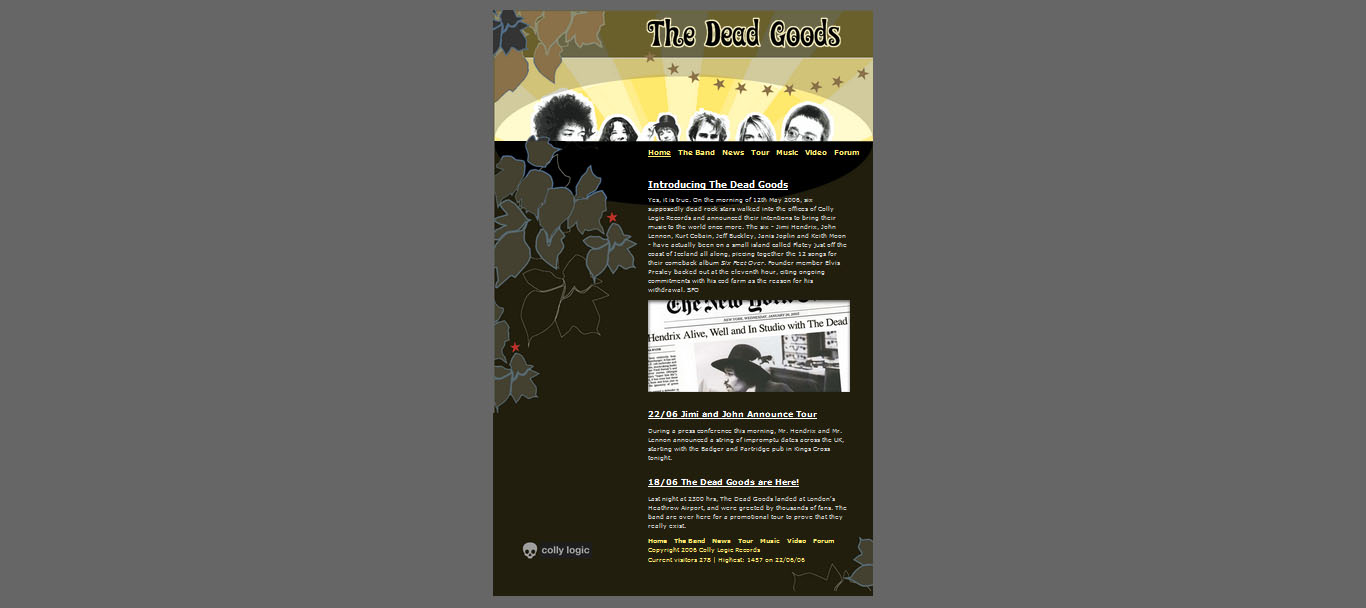 The Dead Goods
Home The Band News Tour Music Video Forum
Introducing The Dead Goods
Yes, it is true. On the morning of 12th May 2006, six
supposedly dead rock stars walked into the offices of Colly
Logic Records and announced their intentions to bring their
music to the world once more. The six - Jimi Hendrix, John
Lennon, Kurt Cobain, Jeff Buckley, Janis Joplin and Keith Moon
- have actually been on a small island called Flatey just off the
coast of Iceland all along, piecing together the 12 songs for
their comeback album Six Feet Over. Founder member Elvis
Presley backed out at the eleventh hour, citing ongoing
commitments with his cod farm as the reason for his
withdrawal. SFO
The New York
NEW YORK, WEDNESDAY, JANUARY
Hendrix Alive, Well and In Studio with The Dead
22/06 Jimi and John Announce Tour
During a press conference this morning, Mr. Hendrix and Mr.
Lennon announced a string of impromptu dates across the UK,
starting with the Badger and Partridge pub in Kings Cross
tonight.
18/06 The Dead Goods are Here!
Last night at 2300 hrs, The Dead Goods landed at London's
Heathrow Airport, and were greeted by thousands of fans. The
band are over here for a promotional tour to prove that they
really exist.
Home The Band News Tour Music Video Forum
Copyright 2006 Colly Logic Records
colly logic
Current visitors 278 | Highest: 1457 on 22/06/06